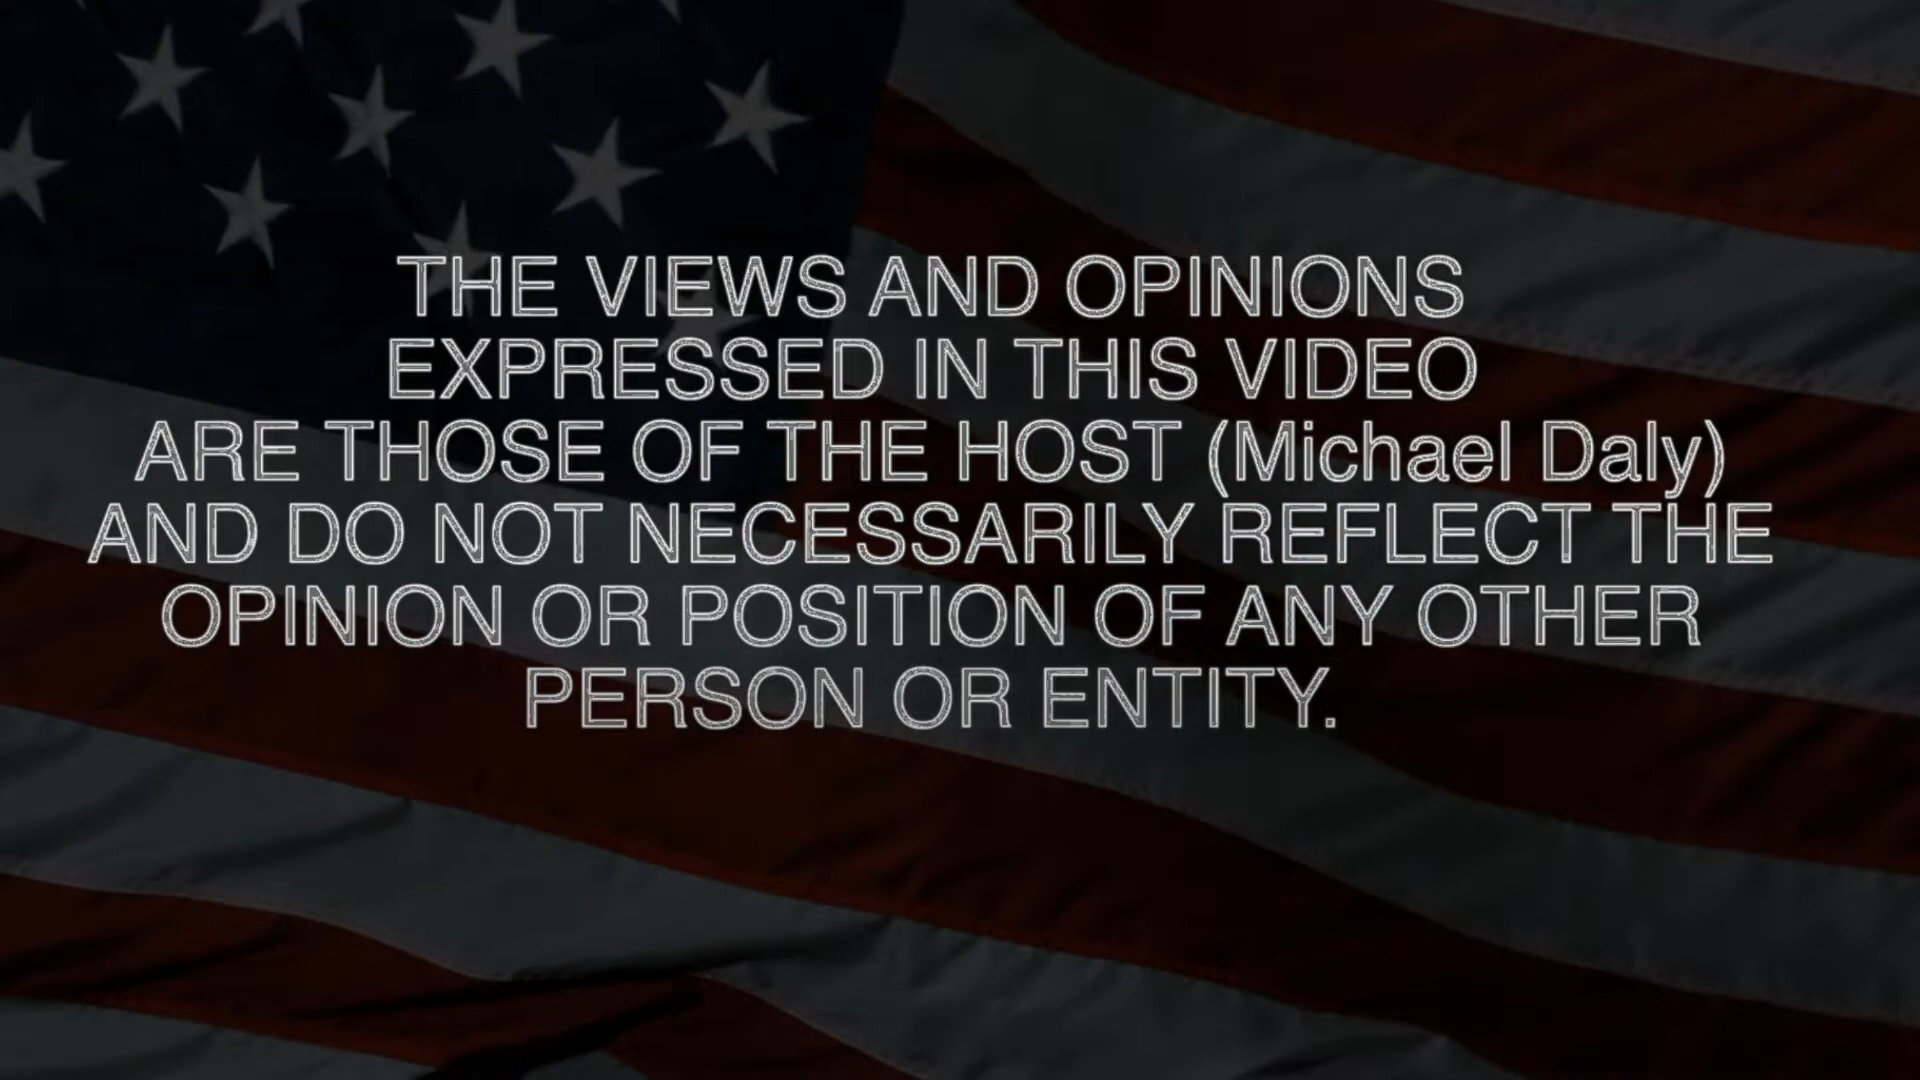 THE VIEWS AND OPINIONS
EXPRESSED IN THIS VIDEO
ARE THOSE OF THE HOST (Michael Daly)
AND DO NOT NECESSARILY REFLECT THE
OPINION OR POSITION OF ANY OTHER
PERSON OR ENTITY.